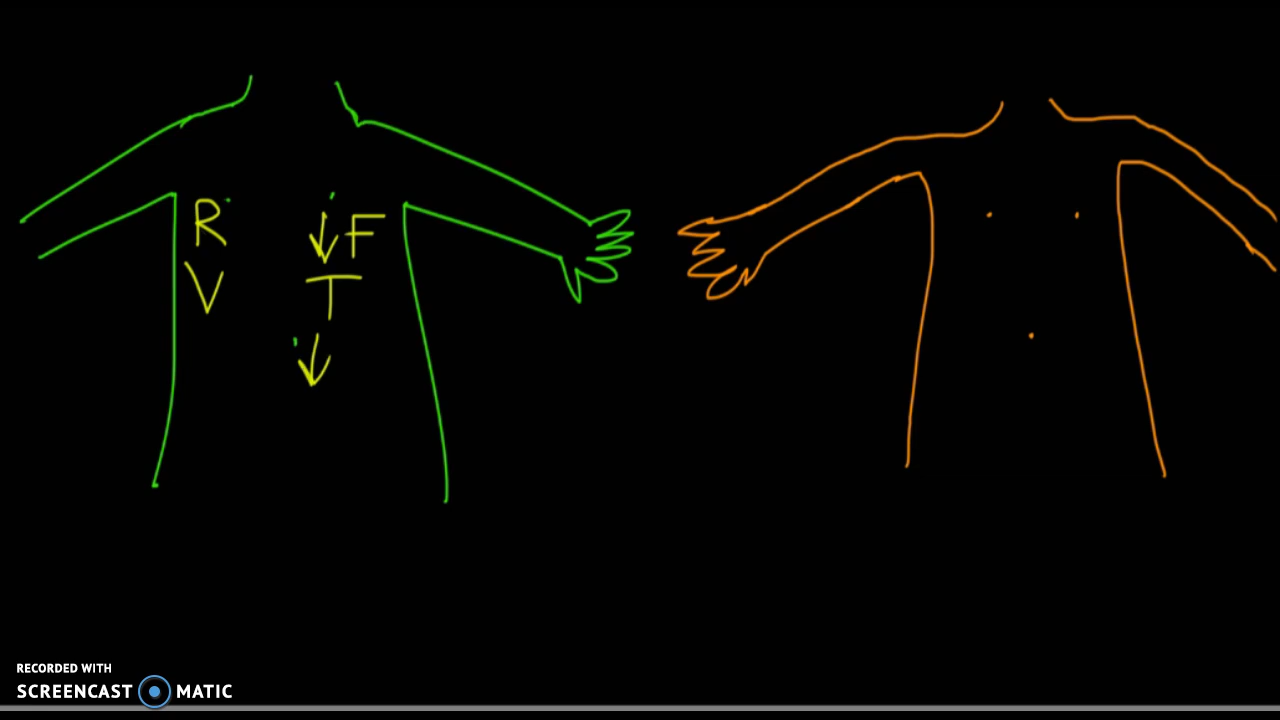 R ↓F
V T
↓
RECORDED WITH
SCREENCAST MATIC